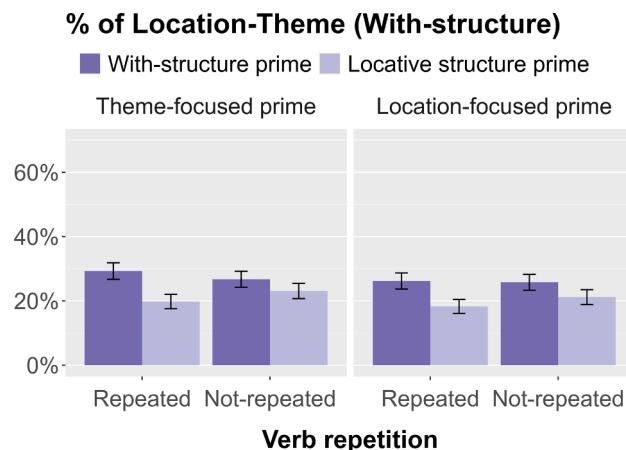 % of Location-Theme (With-structure)
With-structure prime Locative structure prime
Theme-focused prime Location-focused prime
60%
40%
20%
0%
Repeated Not-repeated Repeated Not-repeated
Verb repetition